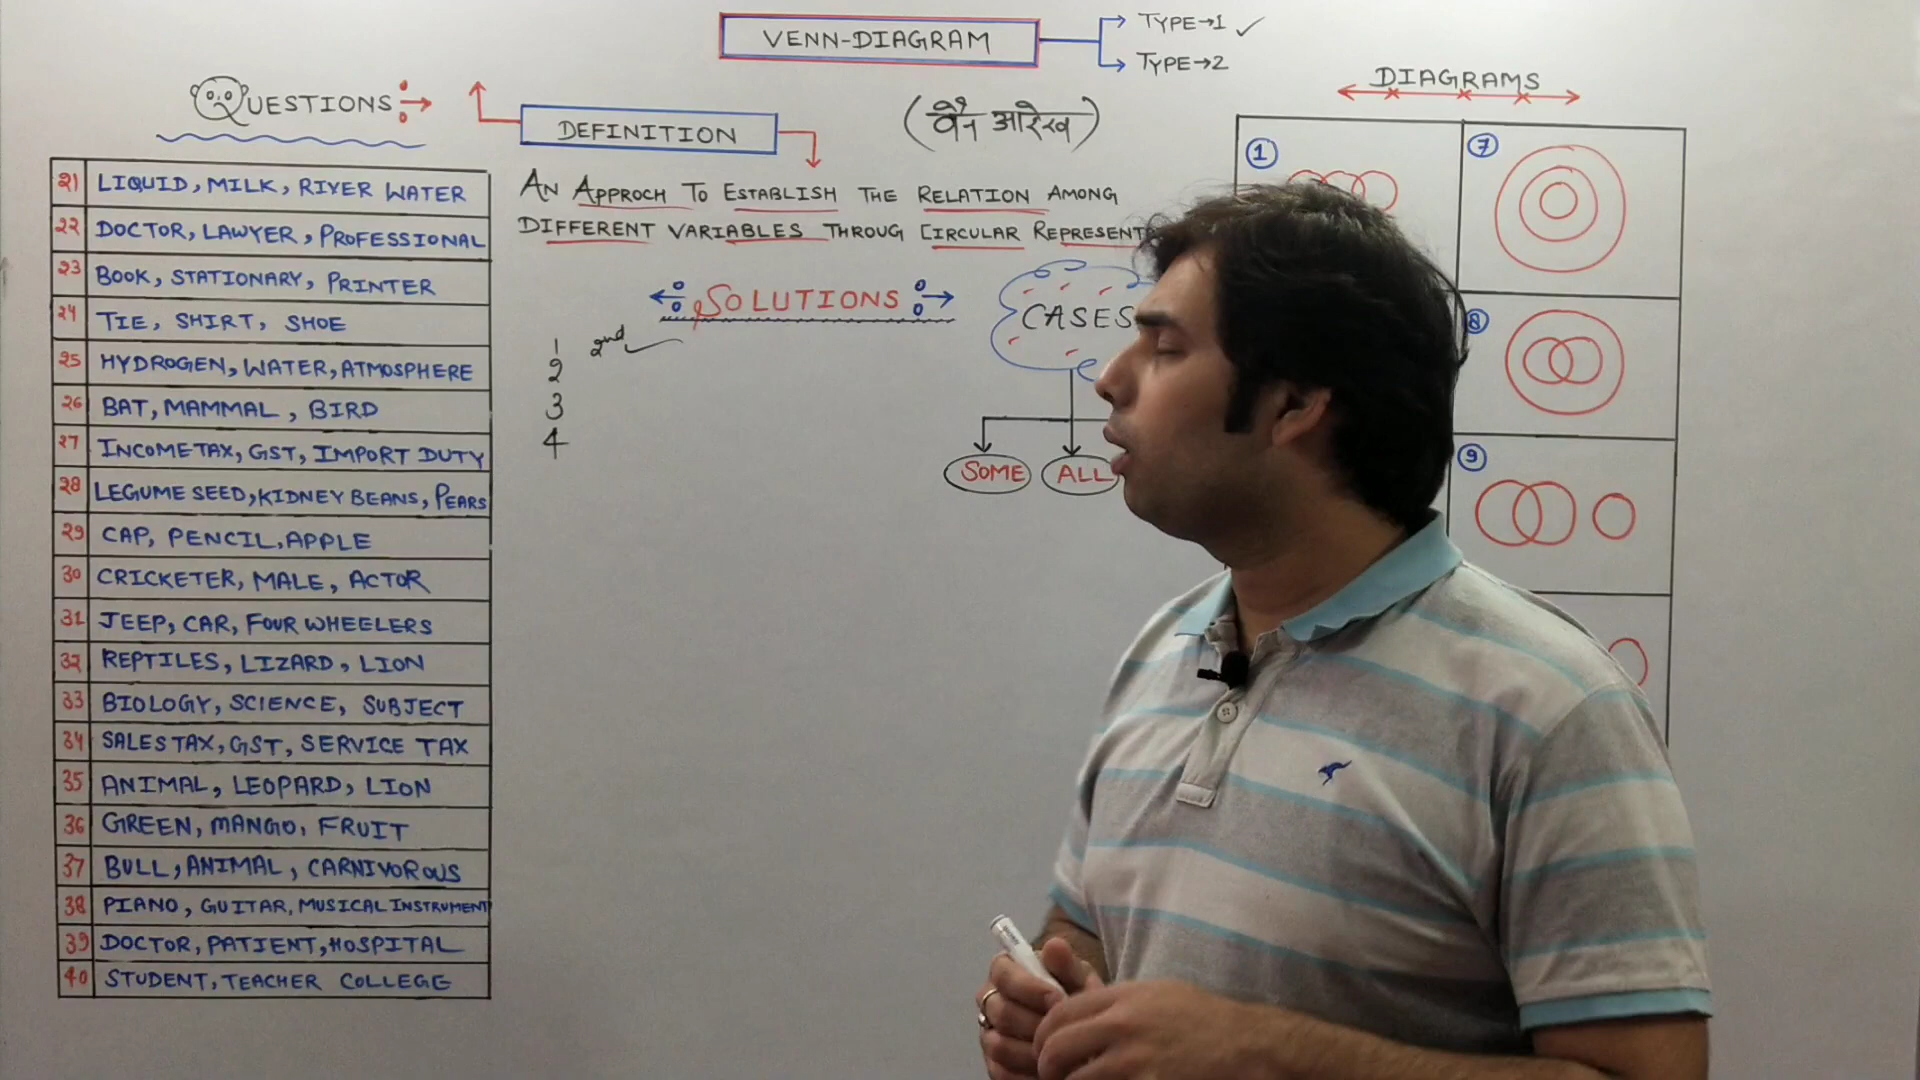 VENN-DIAGRAM
TYPE→1
TYPE→2
(वैन आरेख)
QUESTIONS
DEFINITION
AN APPROCH TO ESTABLISH THE RELATION AMONG
DIFFERENT VARIABLES THROUG CIRCULAR REPRESENT
SOLUTIONS
1 2nd
2
3
4
CASES
SOME ALL
21 LIQUID, MILK, RIVER WATER
22 DOCTOR, LAWYER, PROFESSIONAL
23 BOOK, STATIONARY, PRINTER
24 TIE, SHIRT, SHOE
25 HYDROGEN, WATER, ATMOSPHERE
26 BAT, MAMMAL, BIRD
27 INCOME TAX, GST, IMPORT DUTY
28 LEGUME SEED, KIDNEY BEANS, PEARS
29 CAP, PENCIL, APPLE
30 CRICKETER, MALE, ACTOR
31 JEEP, CAR, FOUR WHEELERS
32 REPTILES, LIZARD, LION
33 BIOLOGY, SCIENCE, SUBJECT
34 SALES TAX, GST, SERVICE TAX
35 ANIMAL, LEOPARD, LION
36 GREEN, MANGO, FRUIT
37 BULL, ANIMAL, CARNIVOROUS
38 PIANO, GUITAR, MUSICAL INSTRUMENT
39 DOCTOR, PATIENT, HOSPITAL
40 STUDENT, TEACHER COLLEGE
DIAGRAMS
1
7
8
9